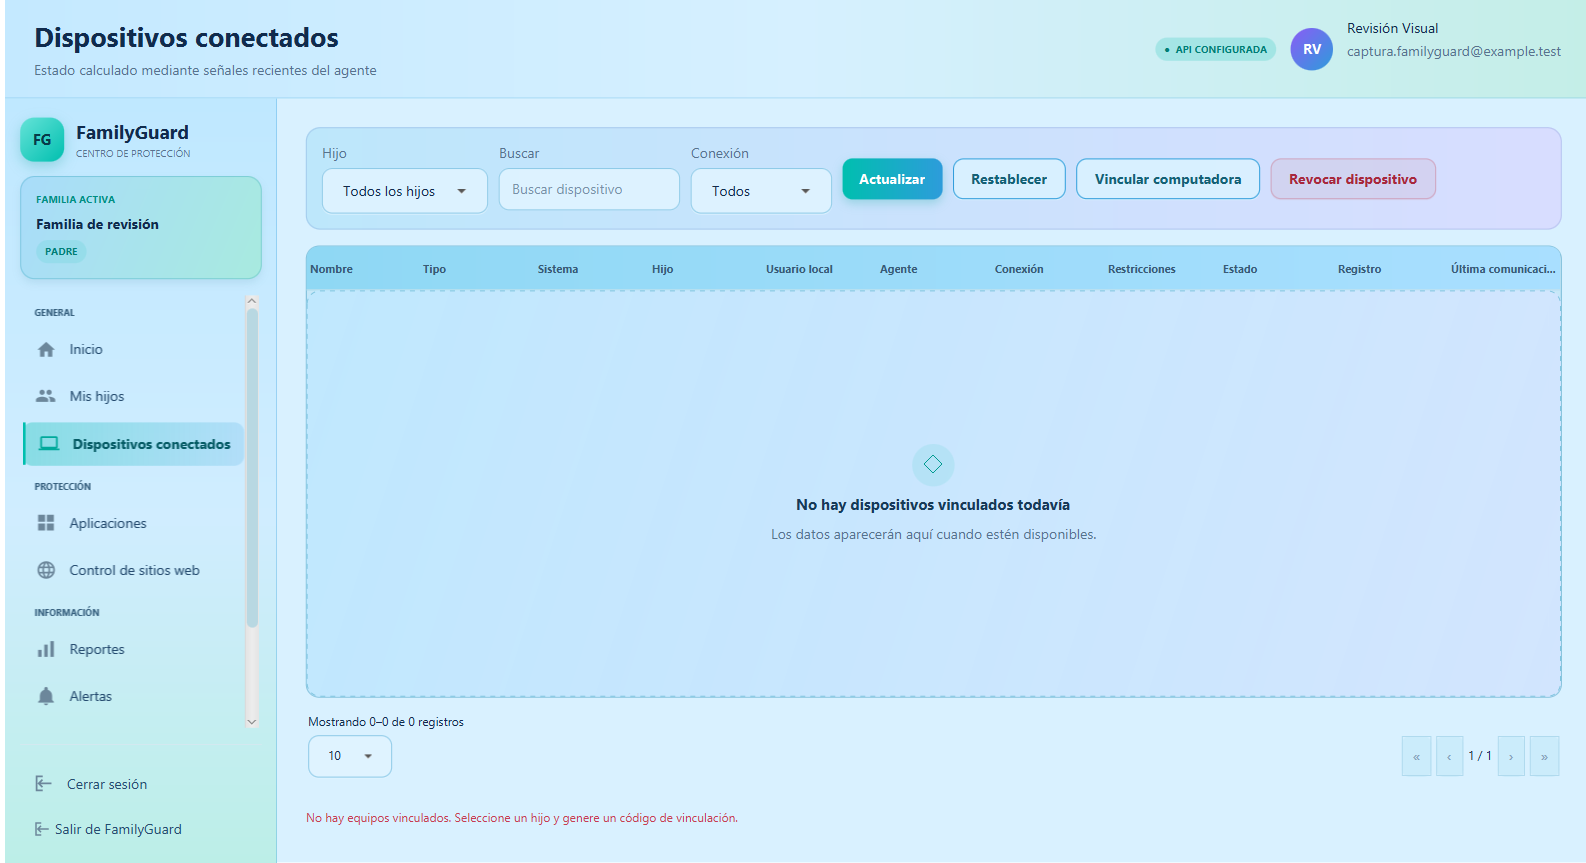 Dispositivos conectados
Estado calculado mediante señales recientes del agente
• API CONFIGURADA
RV
Revisión Visual
captura.familyguard@example.test
FG
FamilyGuard
CENTRO DE PROTECCIÓN
FAMILIA ACTIVA
Familia de revisión
PADRE
GENERAL
Inicio
Mis hijos
Dispositivos conectados
PROTECCIÓN
Aplicaciones
Control de sitios web
INFORMACIÓN
Reportes
Alertas
Cerrar sesión
Salir de FamilyGuard
Hijo Buscar Conexión
Todos los hijos Buscar dispositivo Todos Actualizar Restablecer Vincular computadora Revocar dispositivo
Nombre Tipo Sistema Hijo Usuario local Agente Conexión Restricciones Estado Registro Última comunicaci...
No hay dispositivos vinculados todavía
Los datos aparecerán aquí cuando estén disponibles.
Mostrando 0–0 de 0 registros
10
« ‹ 1 / 1 › »
No hay equipos vinculados. Seleccione un hijo y genere un código de vinculación.